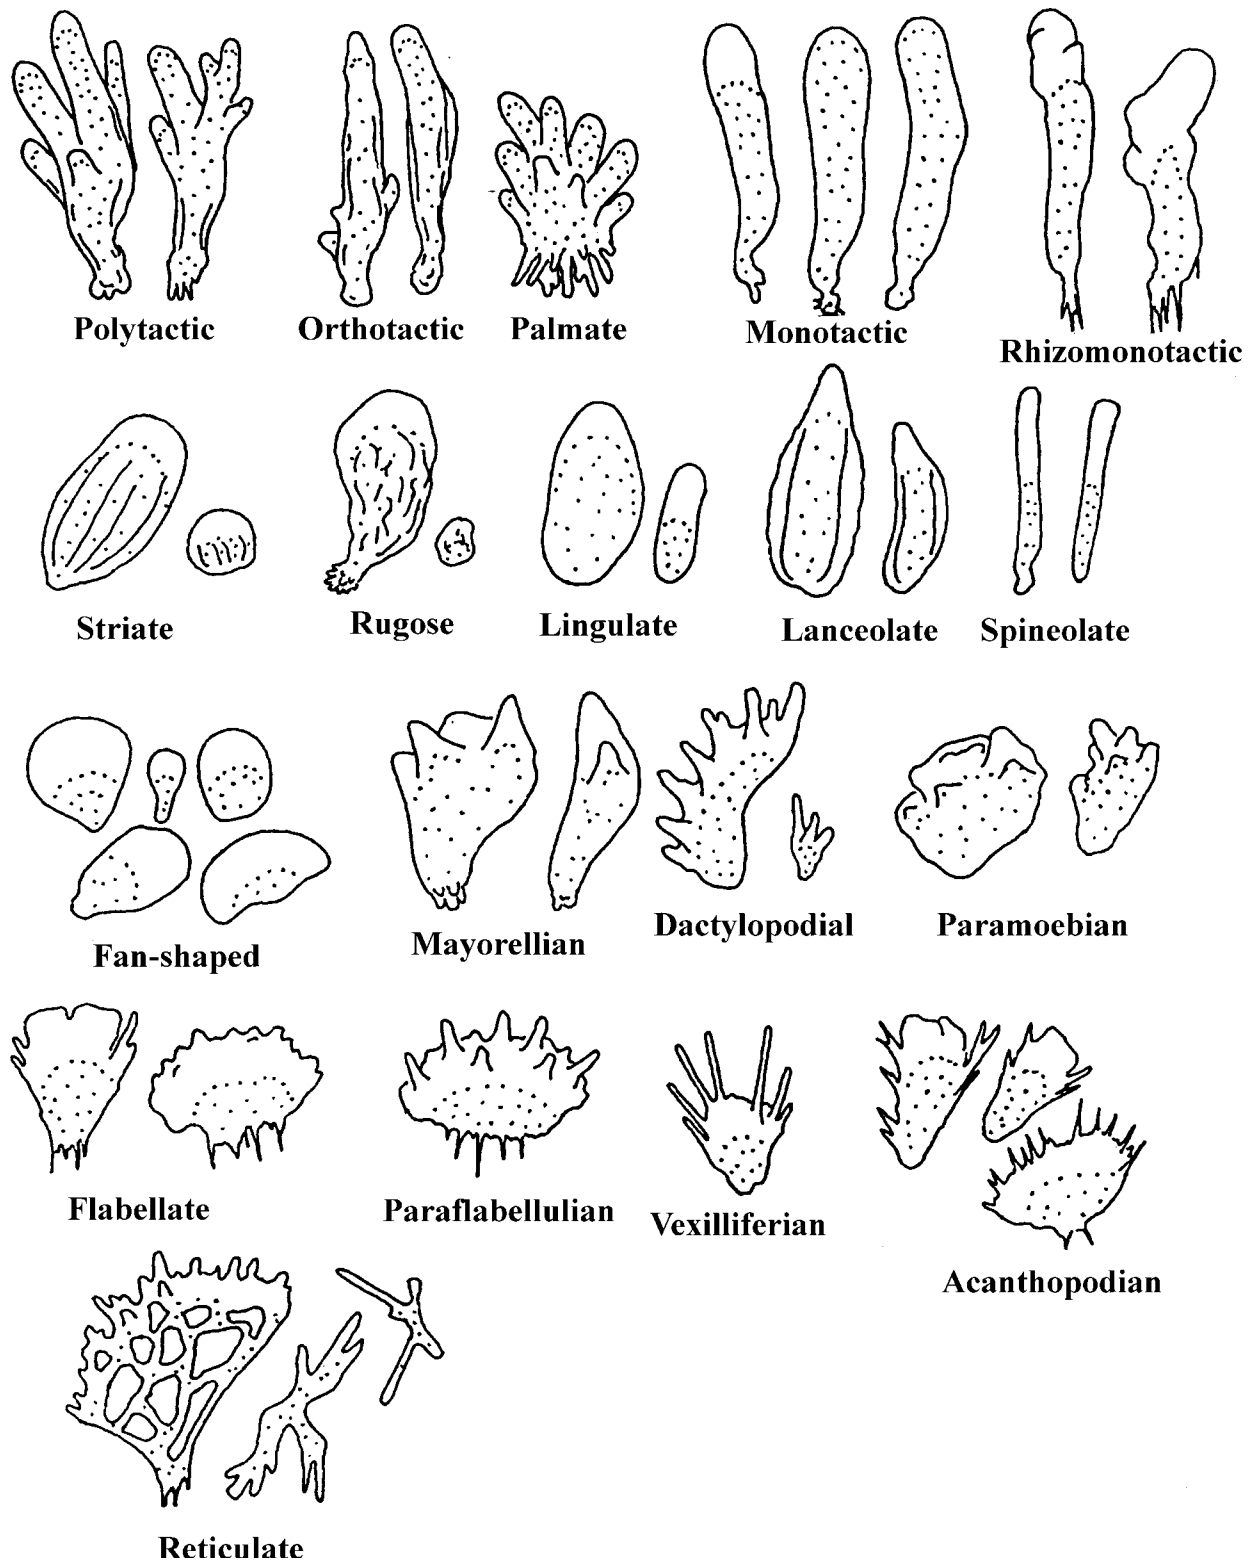 Polytactic
Orthotactic
Palmate
Monotactic
Rhizomonotactic
Striate
Rugose
Lingulate
Lanceolate
Spineolate
Fan-shaped
Mayorellian
Dactylopodial
Paramoebian
Flabellate
Paraflabellulian
Vexilliferian
Acanthopodian
Reticulate